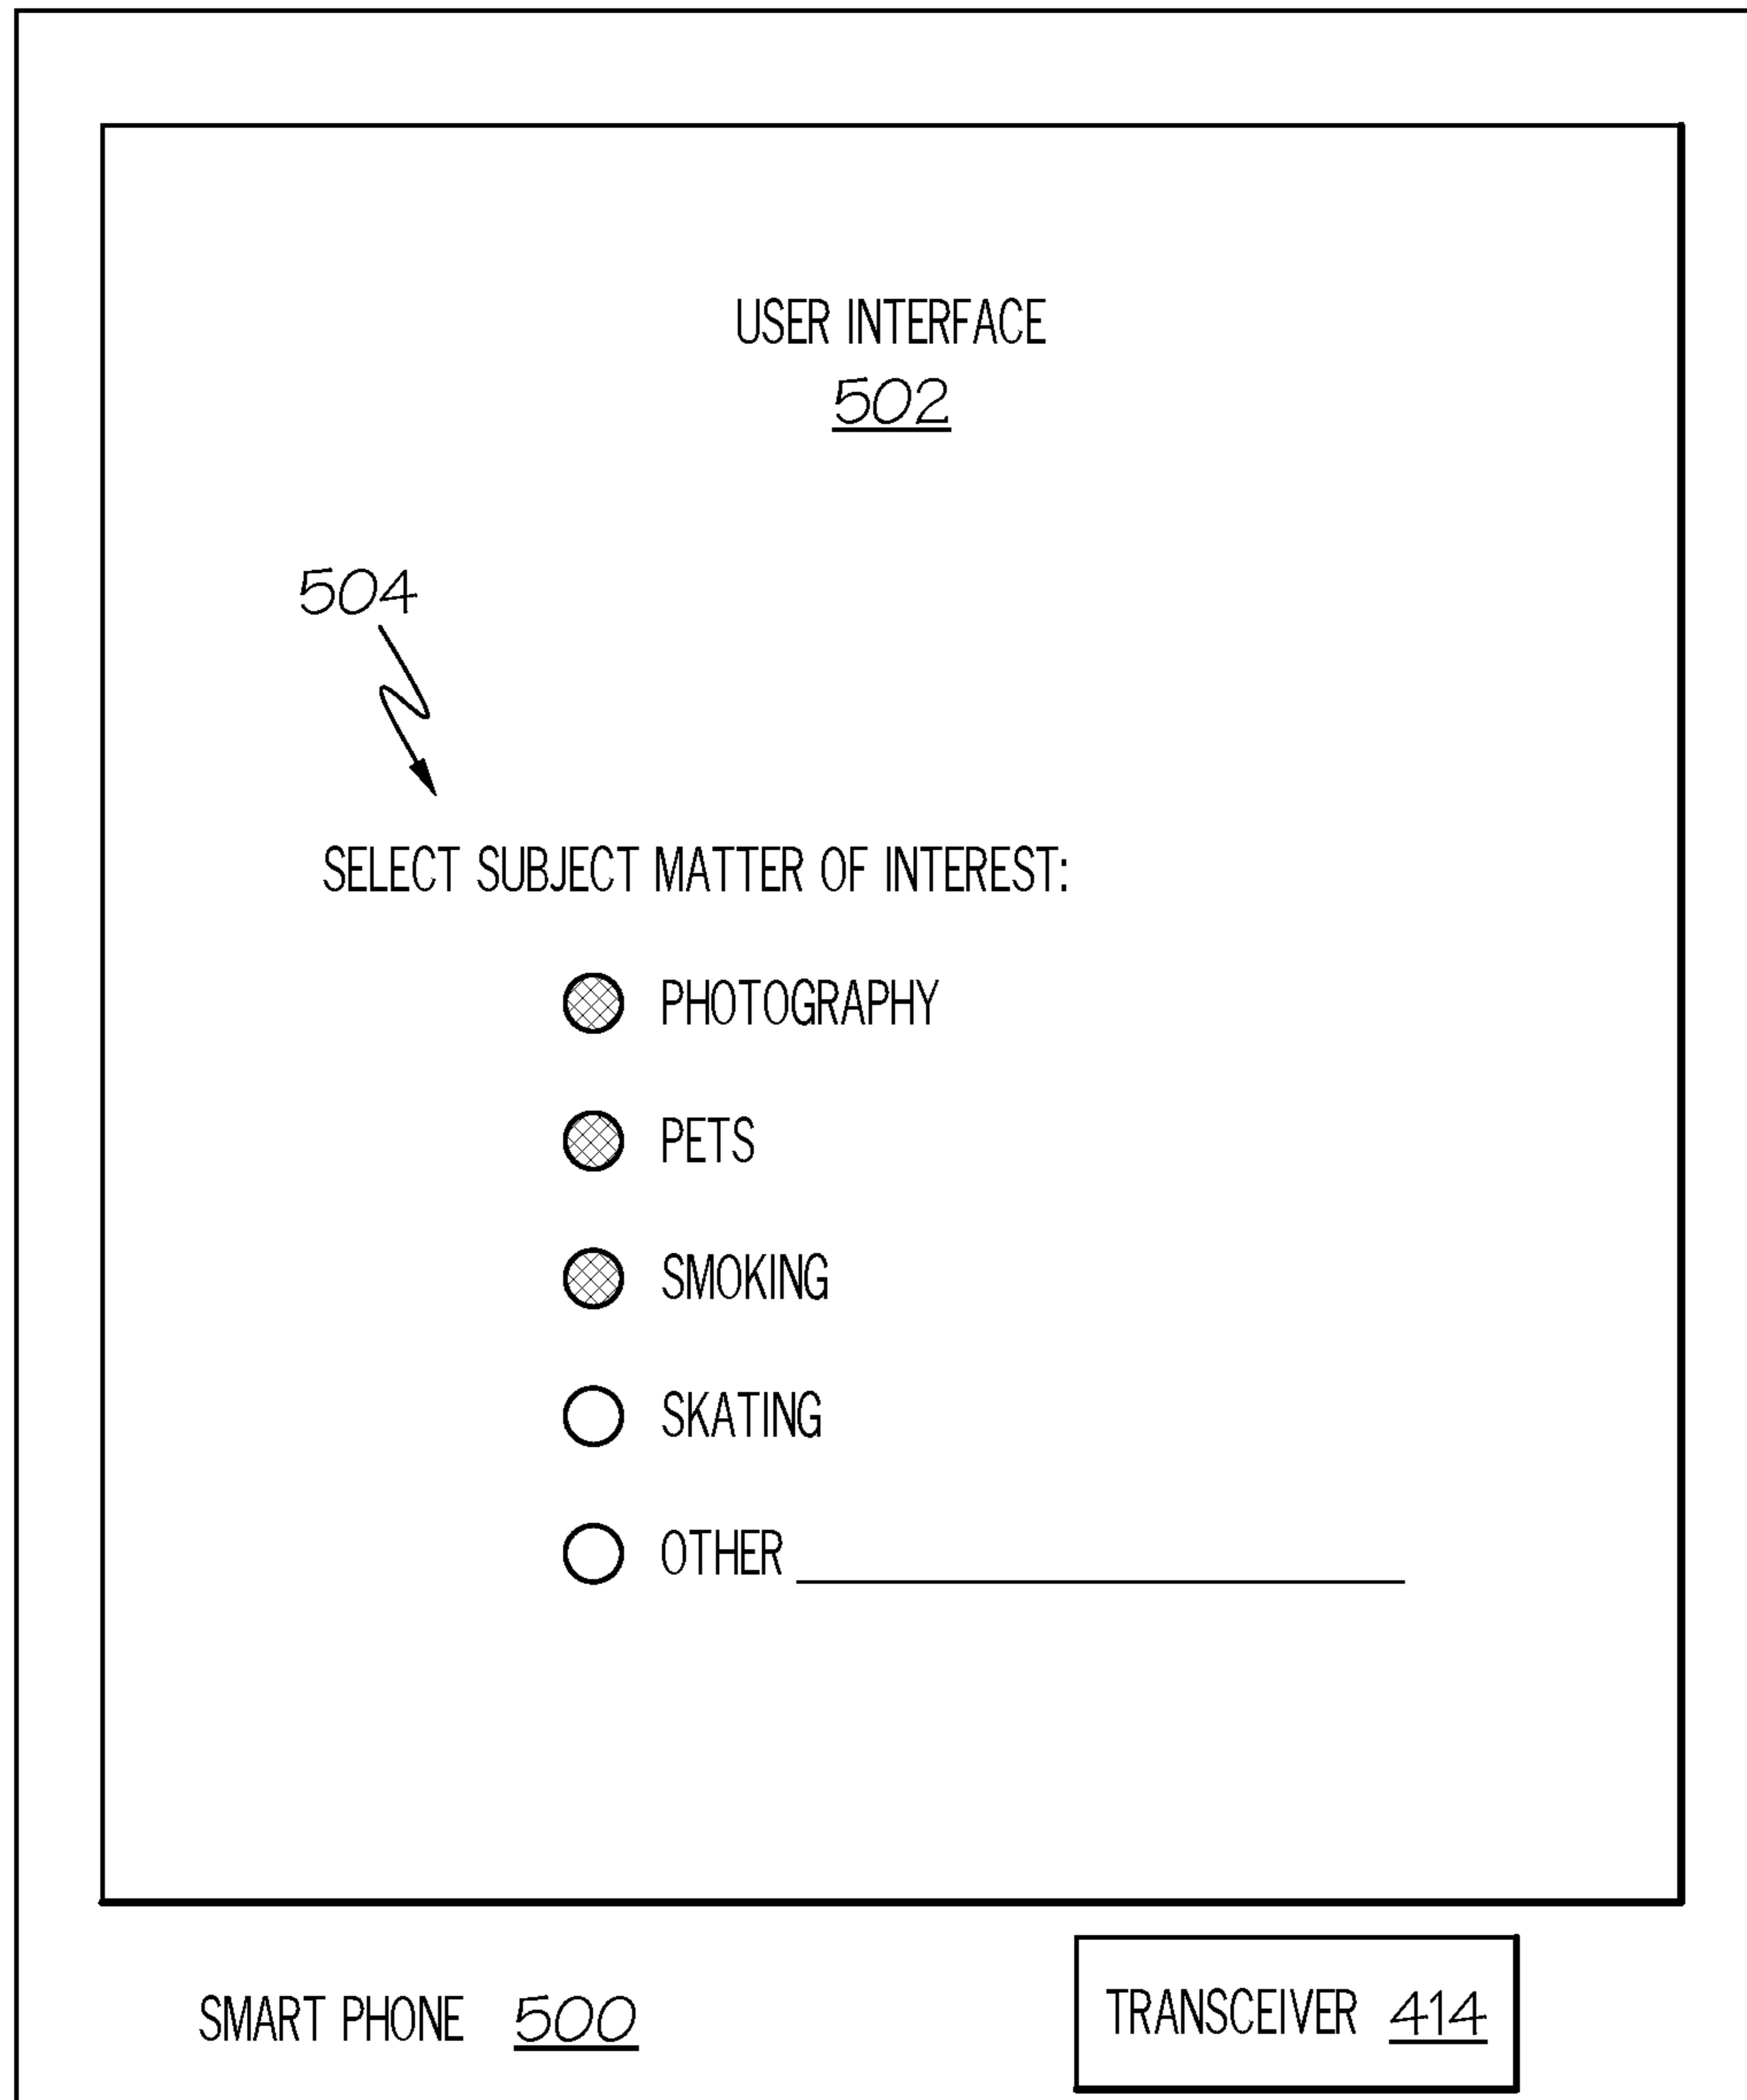 USER INTERFACE
502
504
SELECT SUBJECT MATTER OF INTEREST:
PHOTOGRAPHY
PETS
SMOKING
SKATING
OTHER
SMART PHONE 500
TRANSCEIVER 414